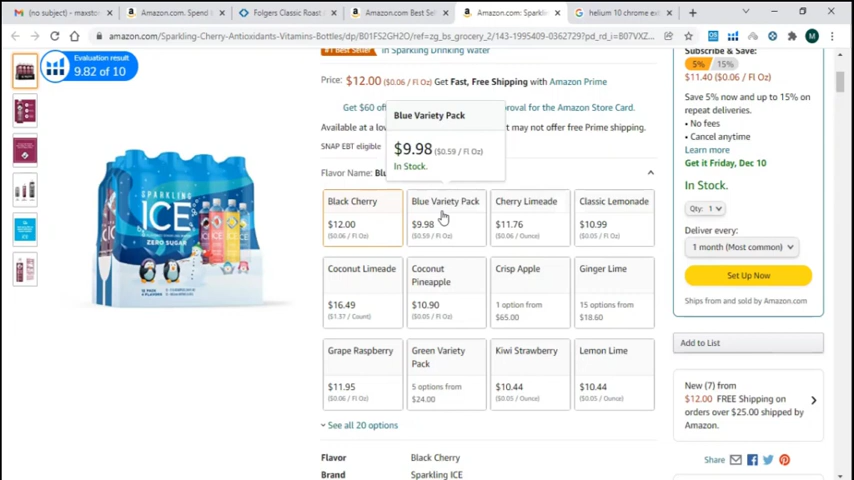 (no subject) - maxstor
Amazon.com. Spend L
Folgers Classic Roast
Amazon.com Best Sel
Amazon.com: Sparkli
helium 10 chrome ext
amazon.com/Sparkling-Cherry-Antioxidants-Vitamins-Bottles/dp/B01FS2GH2O/ref=zg_bs_grocery_2/143-1995409-0362729?pd_rd_i=B07VXZ...
Evaluation result
9.82 of 10
#1 Best Seller in Sparkling Drinking Water
Price: $12.00 ($0.06 / Fl Oz) Get Fast, Free Shipping with Amazon Prime
Get $60 of
proval for the Amazon Store Card.
Available at a low
t may not offer free Prime shipping.
SNAP EBT eligible
Blue Variety Pack
$9.98 ($0.59 / Fl Oz)
In Stock.
Flavor Name: Blu
Black Cherry
$12.00
($0.06 / Fl Oz)
Blue Variety Pack
$9.98
($0.59 / Fl Oz)
Cherry Limeade
$11.76
($0.06 / Ounce)
Classic Lemonade
$10.99
($0.05 / Fl Oz)
Coconut Limeade
$16.49
($1.37 / Count)
Coconut
Pineapple
$10.90
($0.05 / Fl Oz)
Crisp Apple
1 option from
$65.00
Ginger Lime
15 options from
$18.60
Grape Raspberry
$11.95
($0.06 / Fl Oz)
Green Variety
Pack
5 options from
$24.00
Kiwi Strawberry
$10.44
($0.05 / Ounce)
Lemon Lime
$10.44
($0.05 / Ounce)
See all 20 options
Flavor Black Cherry
Brand Sparkling ICE
SPARKLING
ICE
ZERO SUGAR
Subscribe & Save:
5% 15%
$11.40 ($0.06 / Fl Oz)
Save 5% now and up to 15% on
repeat deliveries.
• No fees
• Cancel anytime
Learn more
Get it Friday, Dec 10
In Stock.
Qty: 1
Deliver every:
1 month (Most common)
Set Up Now
Ships from and sold by Amazon.com
Add to List
New (7) from
$12.00 FREE Shipping on
orders over $25.00 shipped by
Amazon.
Share